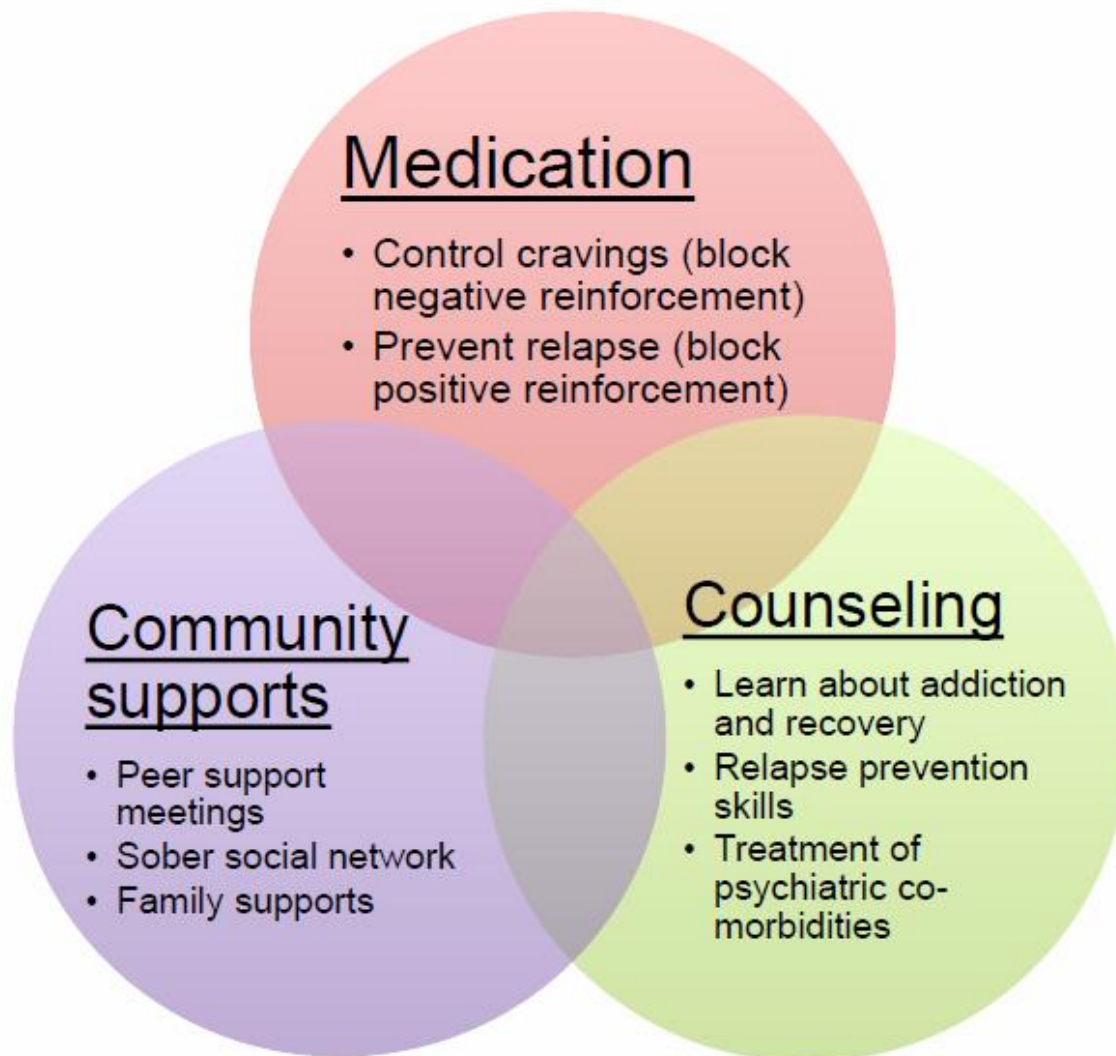 Medication
• Control cravings (block
negative reinforcement)
• Prevent relapse (block
positive reinforcement)
Community
supports
• Peer support
meetings
• Sober social network
• Family supports
Counseling
• Learn about addiction
and recovery
• Relapse prevention
skills
• Treatment of
psychiatric co-
morbidities